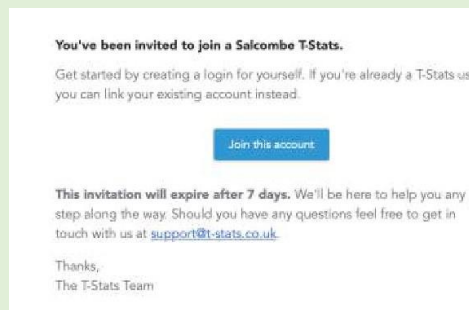 You've been invited to join a Salcombe T-Stats.
Get started by creating a login for yourself. If you're already a T-Stats us
you can link your existing account instead.
Join this account
This invitation will expire after 7 days. We'll be here to help you any
step along the way. Should you have any questions feel free to get in
touch with us at support@t-stats.co.uk.
Thanks,
The T-Stats Team